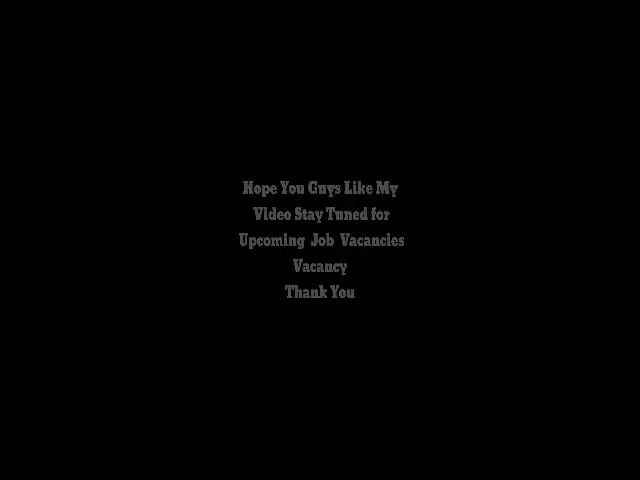 Hope You Guys Like My
Video Stay Tuned for
Upcoming Job Vacancies
Vacancy
Thank You